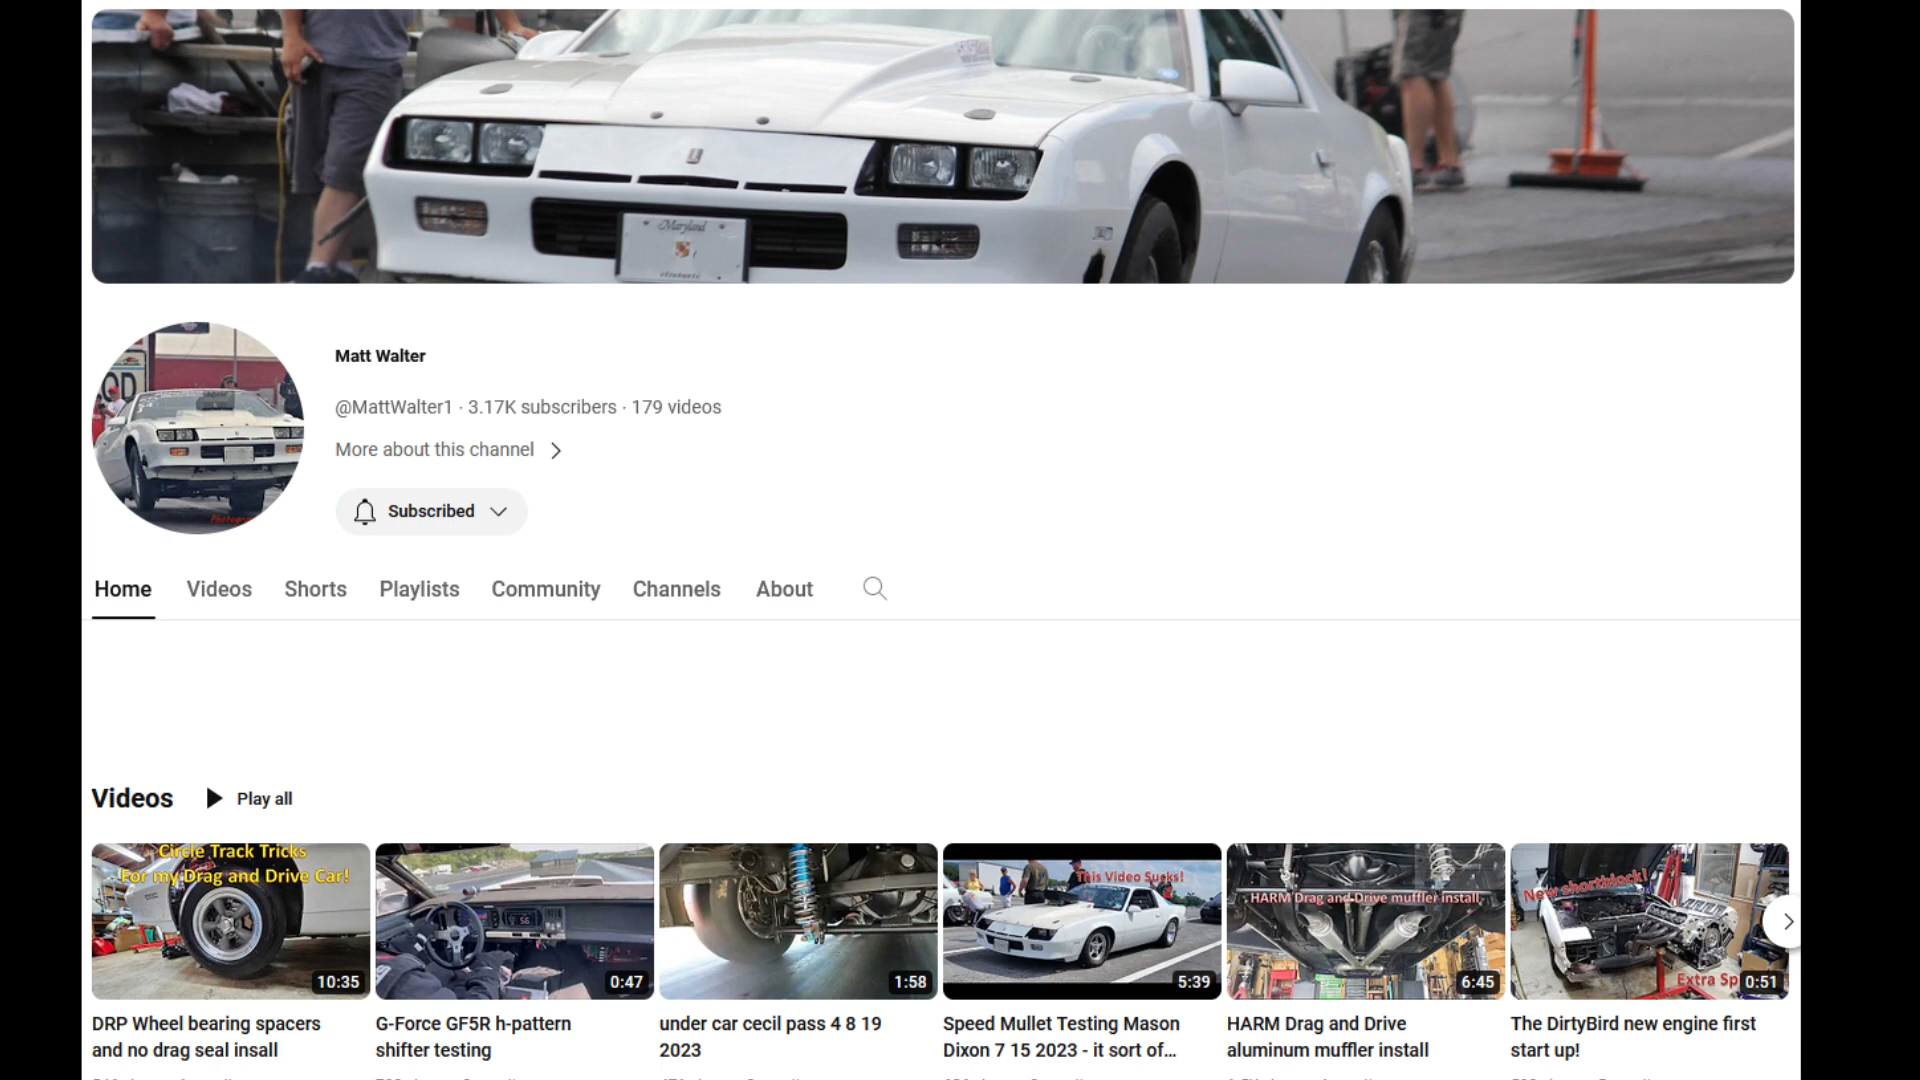 Maryland
Historic
OD
Matt Walter
@MattWalter1 · 3.17K subscribers · 179 videos
More about this channel
Subscribed
Home Videos Shorts Playlists Community Channels About
Videos Play all
Circle Track Tricks
For my Drag and Drive Car!
10:35
0:47
1:58
This Video Sucks!
5:39
HARM Drag and Drive muffler install
6:45
New shortblock!
Extra Sp
0:51
DRP Wheel bearing spacers
and no drag seal insall
G-Force GF5R h-pattern
shifter testing
under car cecil pass 4 8 19
2023
Speed Mullet Testing Mason
Dixon 7 15 2023 - it sort of...
HARM Drag and Drive
aluminum muffler install
The DirtyBird new engine first
start up!